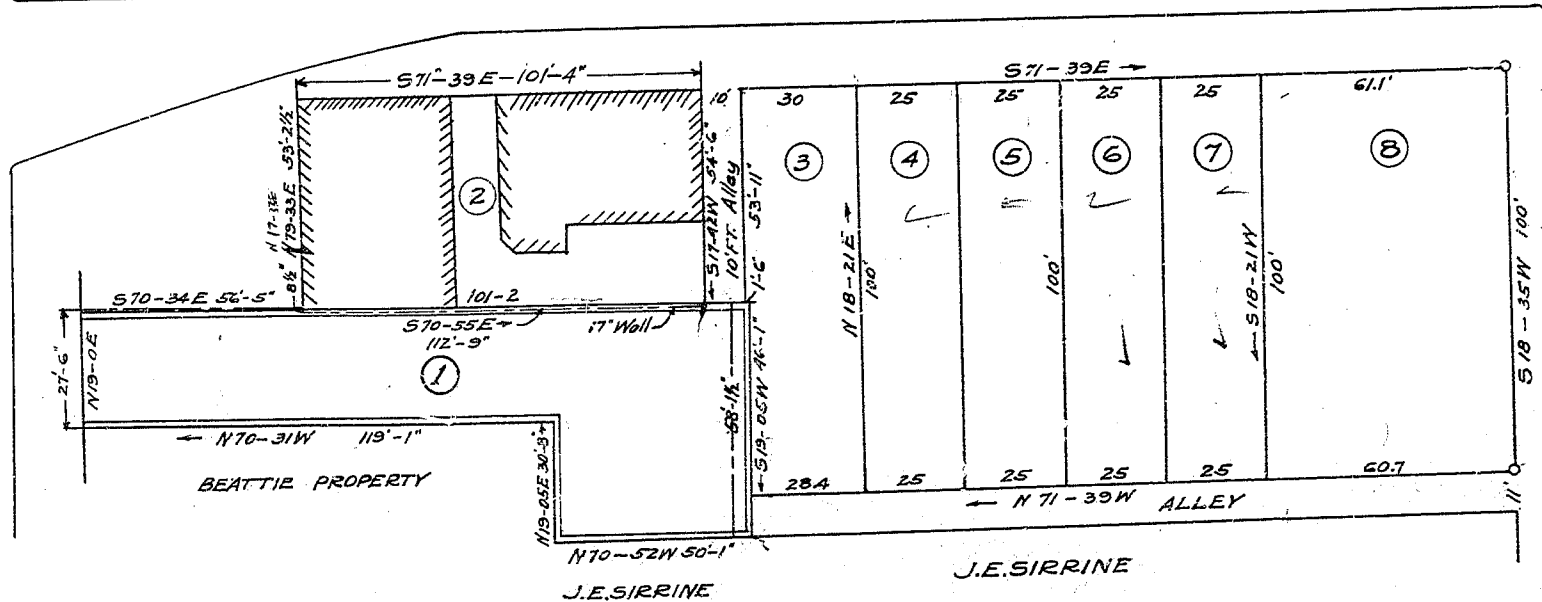 S71-39E-101'-4"
S71-39E
10'
30
25
25
25
25
61.1'
N17-33E
N79-33E 53'-2½"
8½"
2
S17-42W 54'-6"
10'FT. Alley
53'-11"
1'-6"
3
4
5
6
7
8
N18-21E
100'
100'
S18-21W
100'
S18-35W 100'
S70-34E 56'-5"
101-2
S70-55E
17" Wall
112'-9"
27'-6"
N19-0E
1
58'-1½"
S19-05W 46'-1"
N70-31W 119'-1"
BEATTIE PROPERTY
N19-05E 30'-3"
28.4
25
25
25
25
60.7
N71-39W ALLEY
11'
N70-52W 50'-1"
J.E.SIRRINE
J.E.SIRRINE